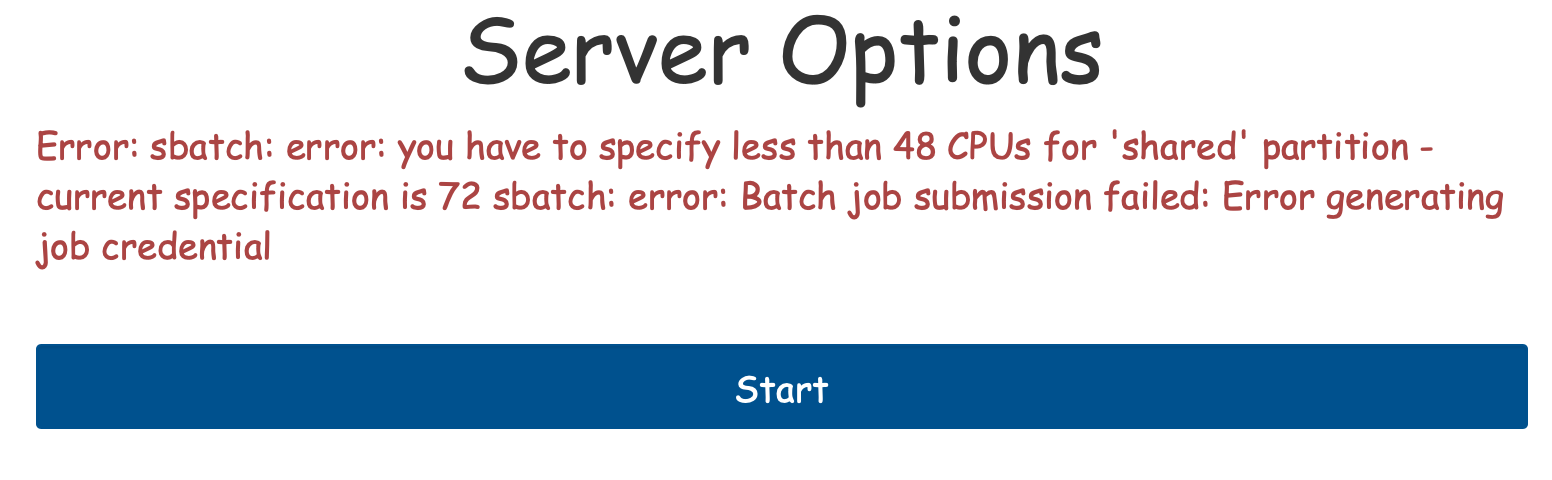 Server Options
Error: sbatch: error: you have to specify less than 48 CPUs for 'shared' partition -
current specification is 72 sbatch: error: Batch job submission failed: Error generating
job credential
Start